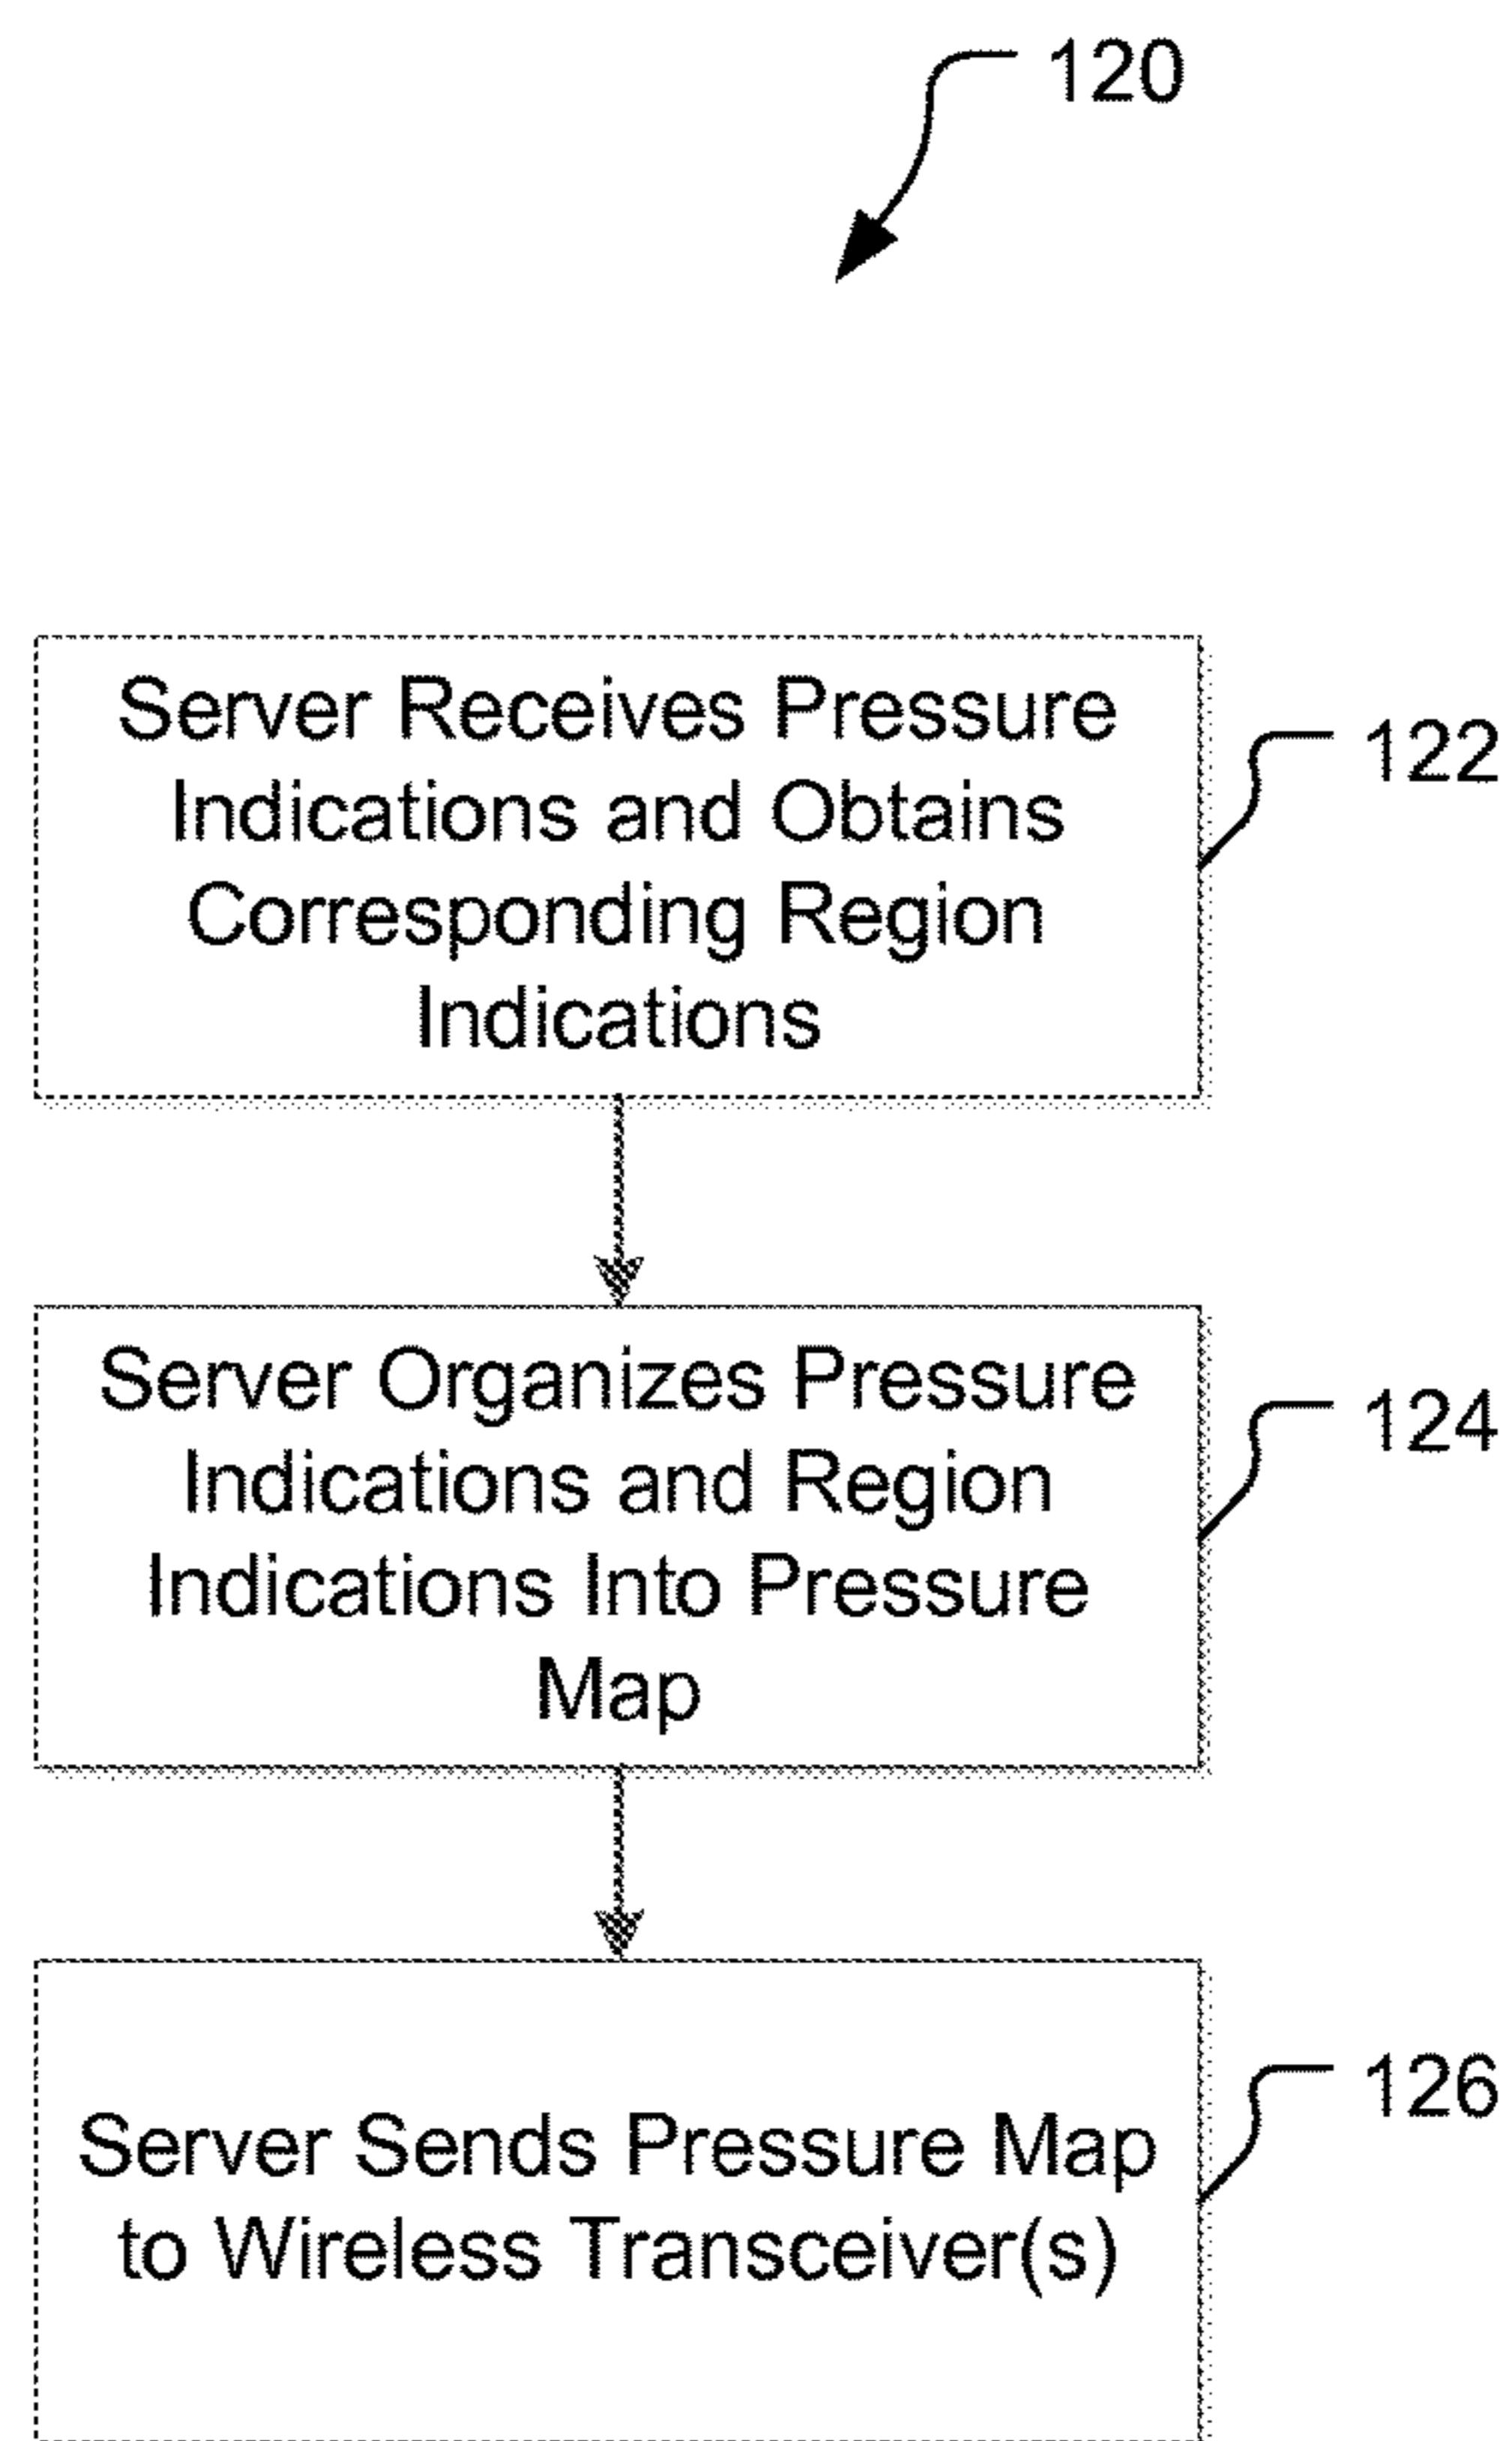 120
Server Receives Pressure
Indications and Obtains
Corresponding Region
Indications
122
Server Organizes Pressure
Indications and Region
Indications Into Pressure
Map
124
Server Sends Pressure Map
to Wireless Transceiver(s)
126